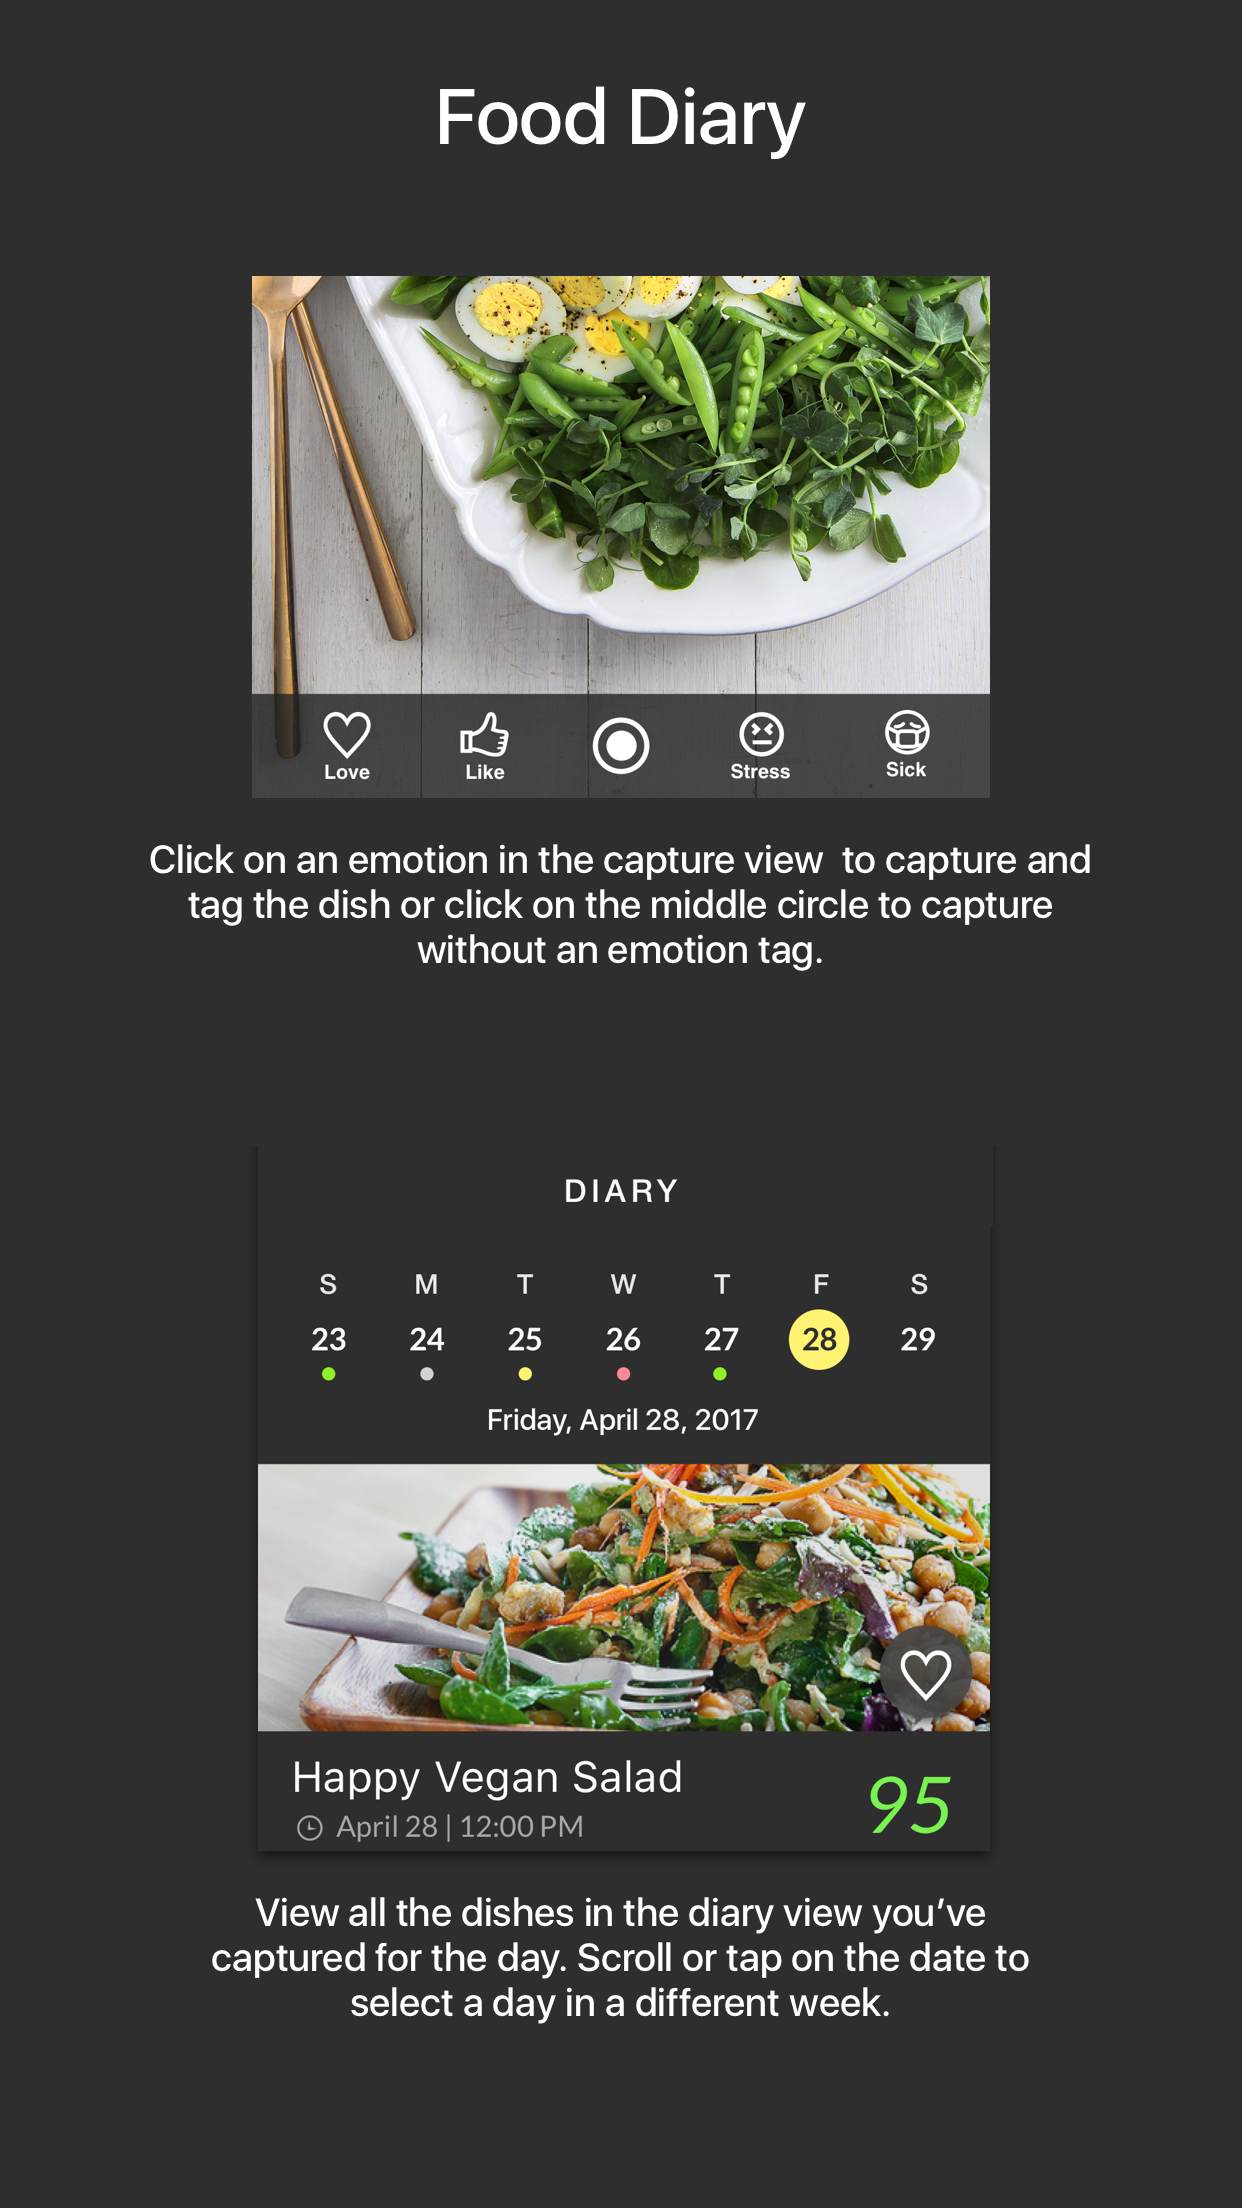 Food Diary
Love Like Stress Sick
Click on an emotion in the capture view  to capture and
tag the dish or click on the middle circle to capture
without an emotion tag.
DIARY
S M T W T F S
23 24 25 26 27 28 29
Friday, April 28, 2017
Happy Vegan Salad
95
April 28 | 12:00 PM
View all the dishes in the diary view you’ve
captured for the day. Scroll or tap on the date to
select a day in a different week.